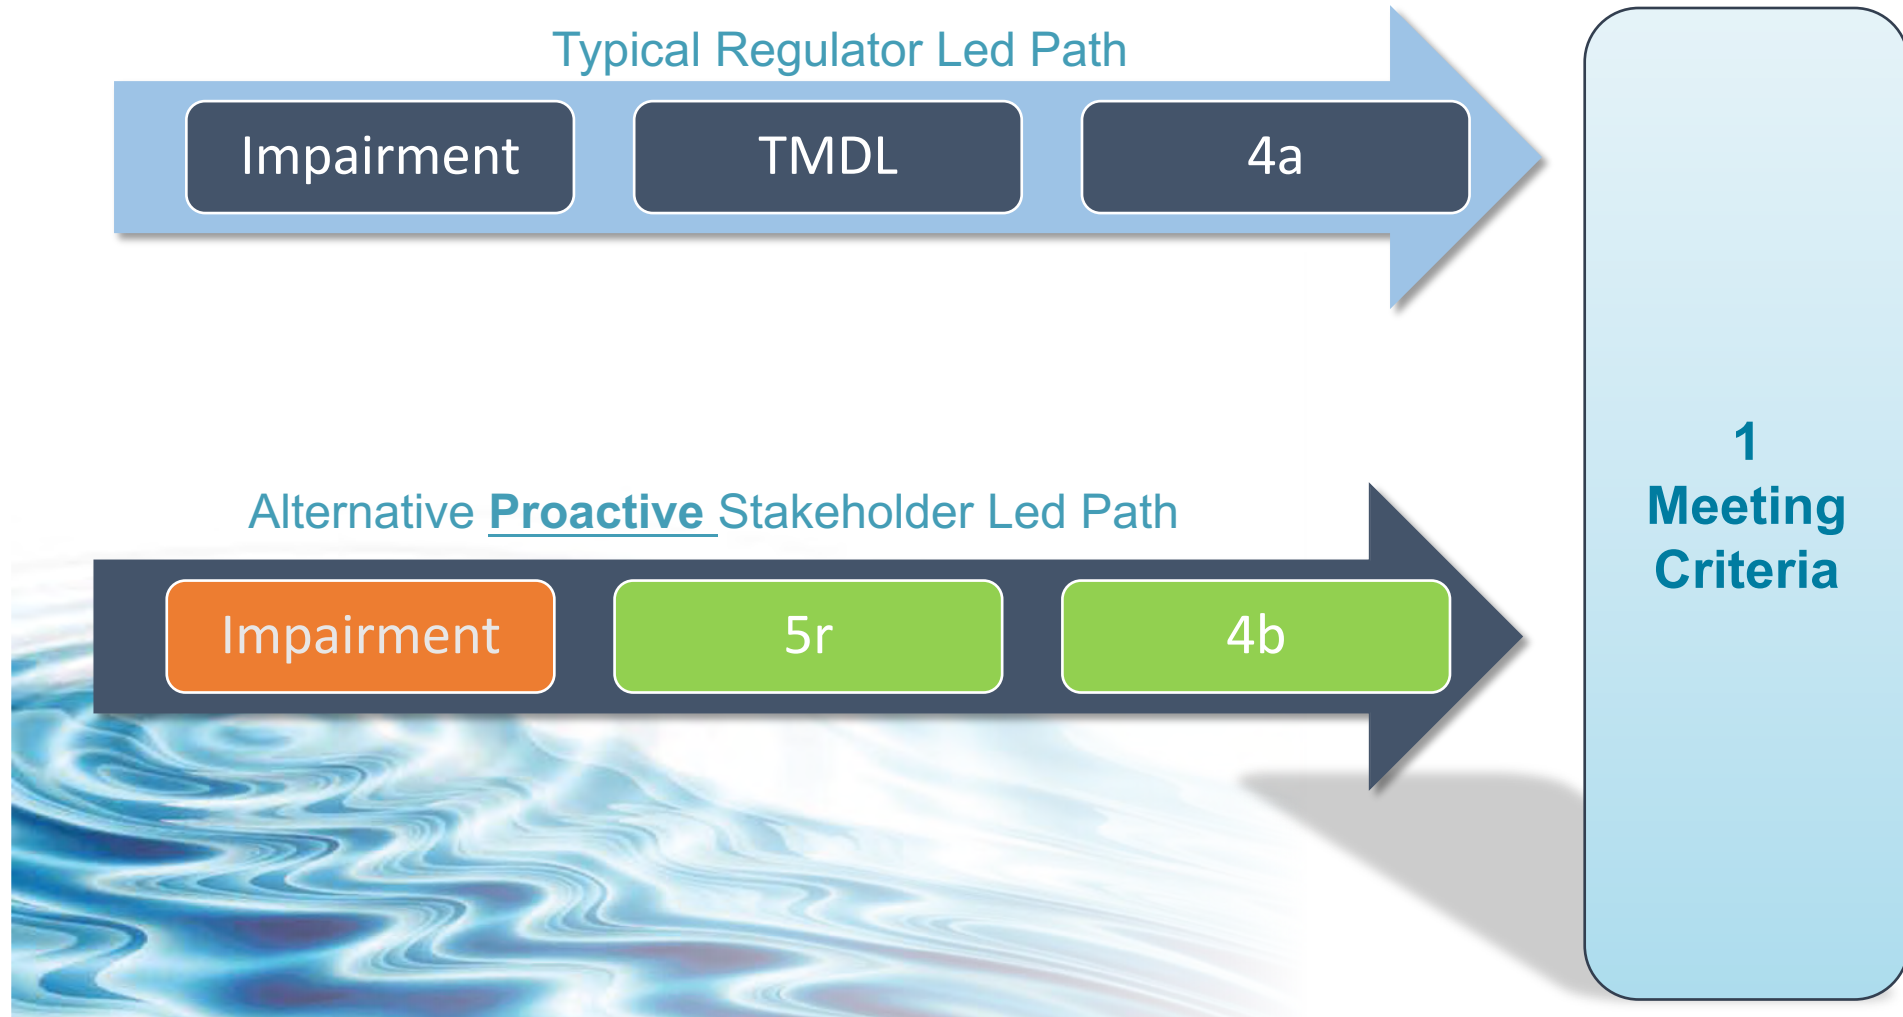 Typical Regulator Led Path
Impairment
TMDL
4a
Alternative Proactive Stakeholder Led Path
Impairment
5r
4b
1
Meeting
Criteria